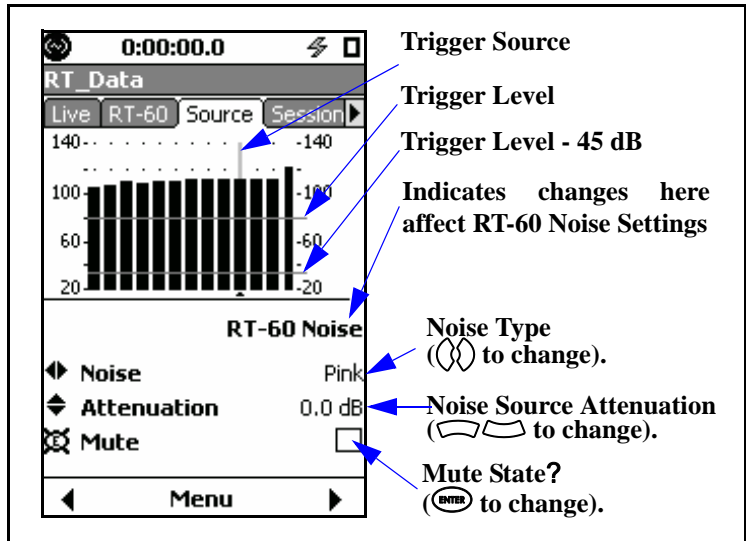 0:00:00.0
RT_Data
Live RT-60 Source Session
140 -140
100 -100
60 -60
20 -20
RT-60 Noise
Noise Pink
Attenuation 0.0 dB
E Mute
Menu
Trigger Source
Trigger Level
Trigger Level - 45 dB
Indicates changes here
affect RT-60 Noise Settings
Noise Type
( to change).
Noise Source Attenuation
( to change).
Mute State?
(ENTER to change).